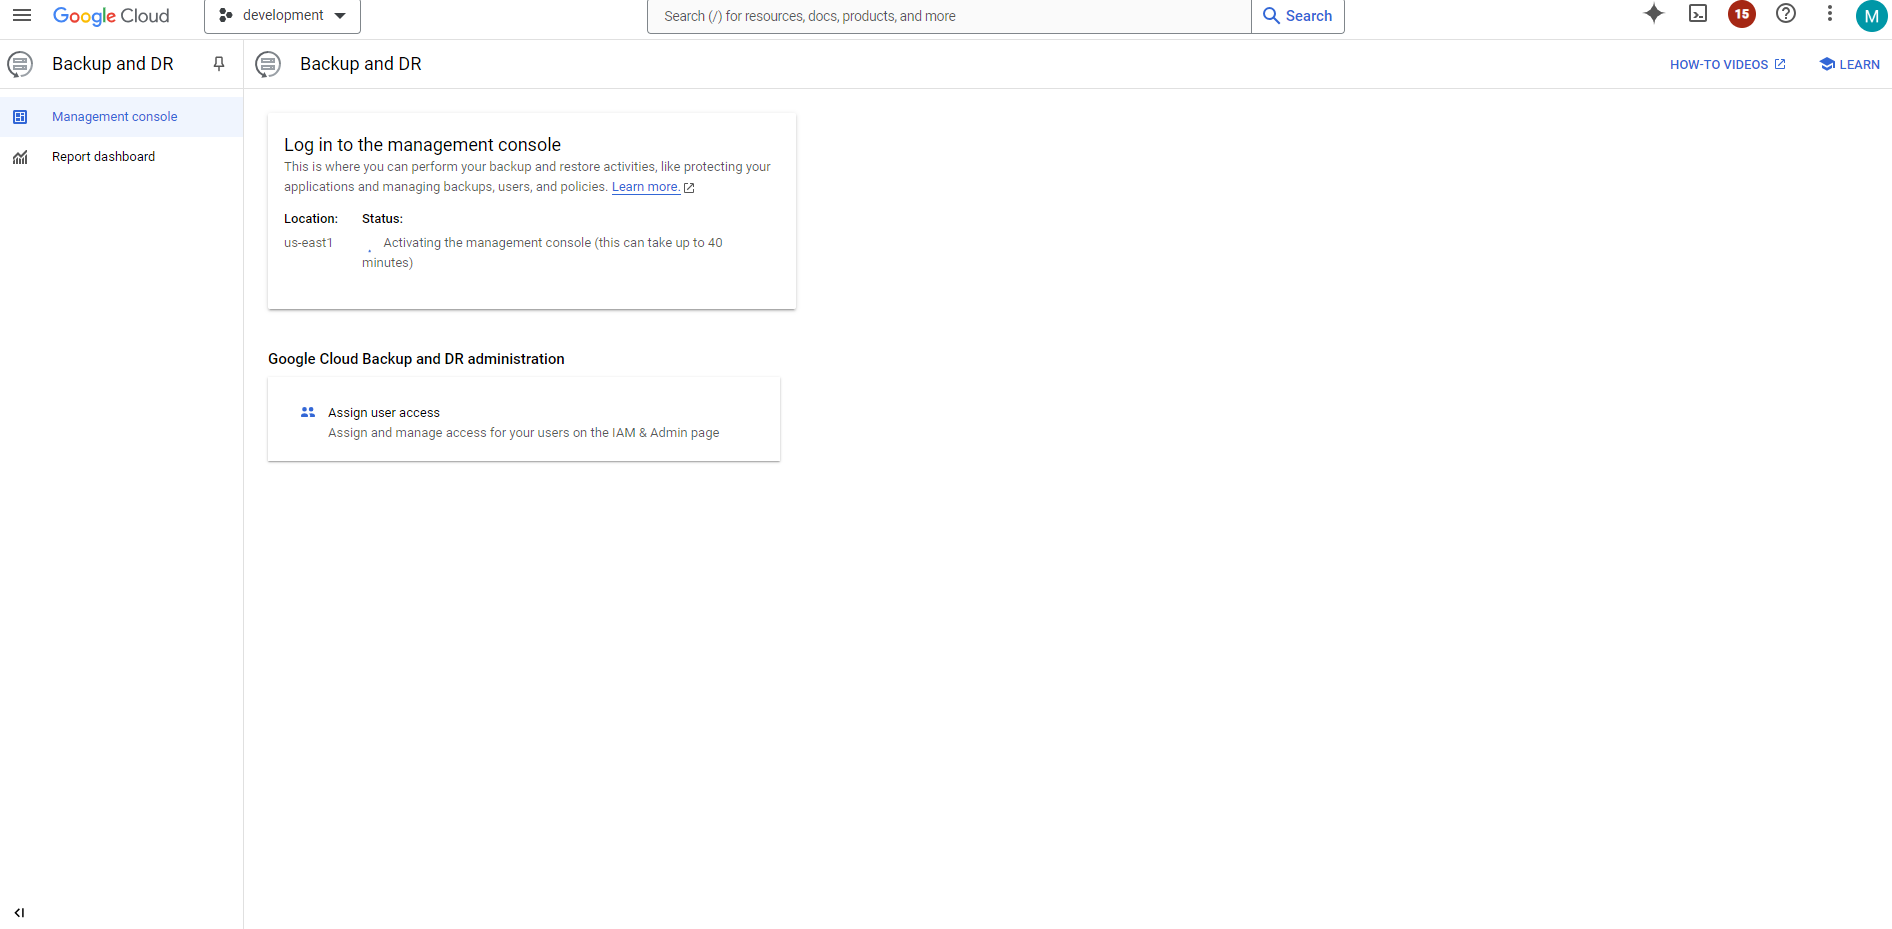 Google Cloud
development
Search (/) for resources, docs, products, and more
Search
15
M
Backup and DR
Backup and DR
HOW-TO VIDEOS
LEARN
Management console
Report dashboard
Log in to the management console
This is where you can perform your backup and restore activities, like protecting your
applications and managing backups, users, and policies. Learn more.
Location: Status:
us-east1 Activating the management console (this can take up to 40
minutes)
Google Cloud Backup and DR administration
Assign user access
Assign and manage access for your users on the IAM & Admin page